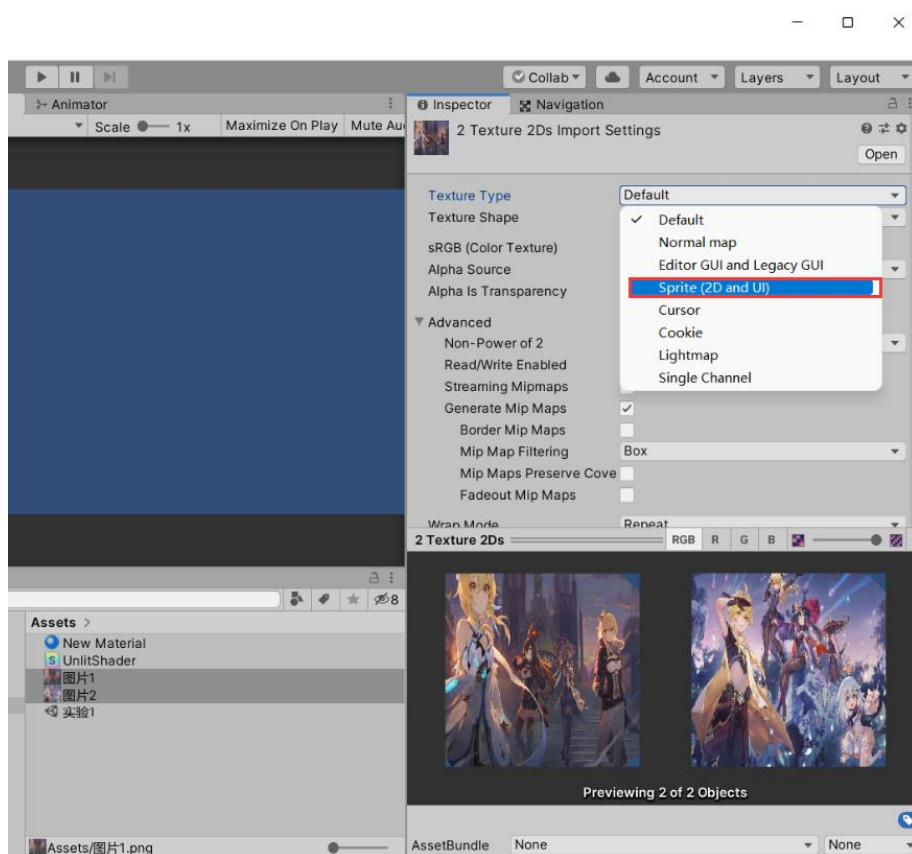 Collab Account Layers Layout
Animator
Inspector Navigation
Scale 1x Maximize On Play Mute Au
2 Texture 2Ds Import Settings
Open
Texture Type Default
Texture Shape
Default
Normal map
Editor GUI and Legacy GUI
Sprite (2D and UI)
Cursor
Cookie
Lightmap
Single Channel
sRGB (Color Texture)
Alpha Source
Alpha Is Transparency
Advanced
Non-Power of 2
Read/Write Enabled
Streaming Mipmaps
Generate Mip Maps
Border Mip Maps
Mip Map Filtering Box
Mip Maps Preserve Cove
Fadeout Mip Maps
Wrap Mode Repeat
2 Texture 2Ds RGB R G B
8
Assets >
New Material
UnlitShader
图片1
图片2
实验1
Previewing 2 of 2 Objects
Assets/图片1.png
AssetBundle None None